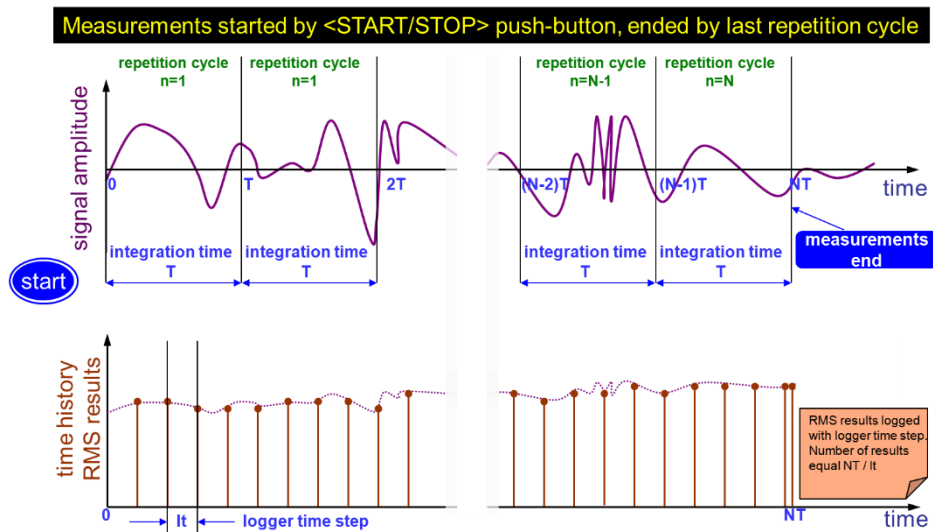 Measurements started by <START/STOP> push-button, ended by last repetition cycle
repetition cycle
n=1
repetition cycle
n=1
repetition cycle
n=N-1
repetition cycle
n=N
signal amplitude
0
T
2T
(N-2)T
(N-1)T
NT
time
integration time
T
integration time
T
integration time
T
integration time
T
measurements
end
start
time history
RMS results
RMS results logged
with logger time step.
Number of results
equal NT / lt
0
lt
logger time step
NT
time